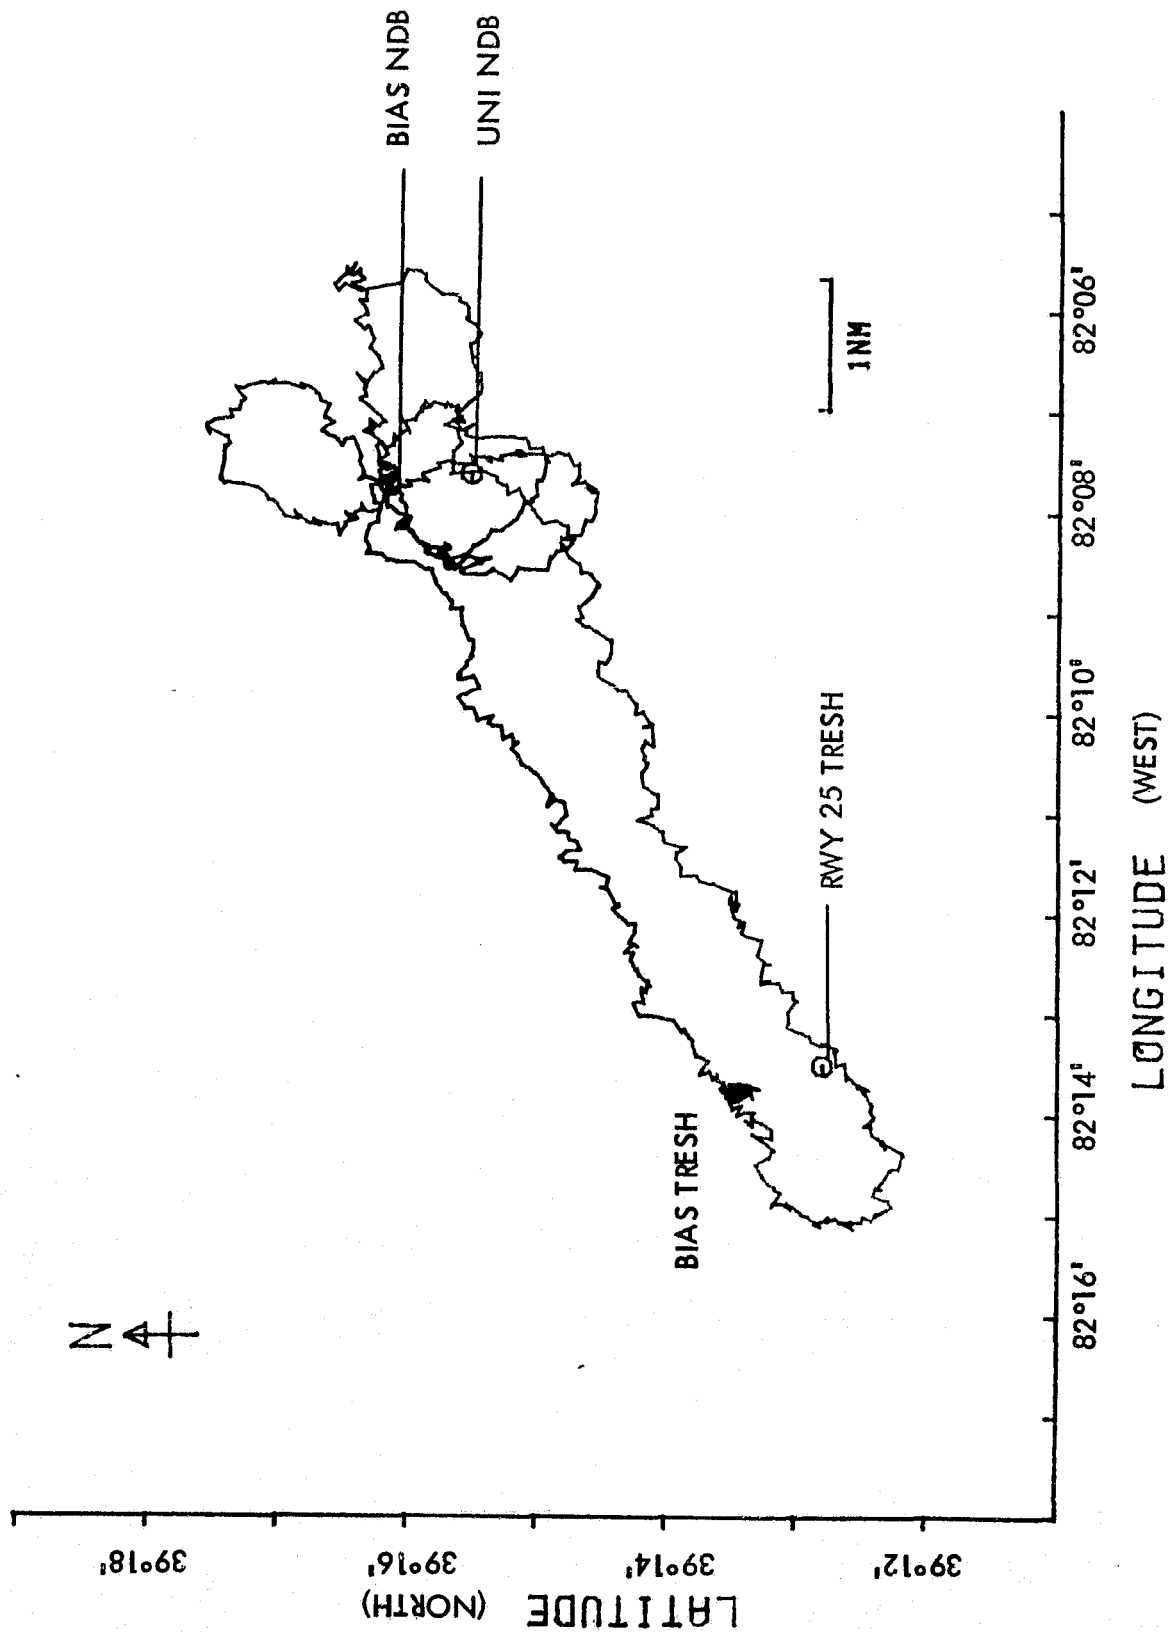 N
BIAS NDB
UNI NDB
BIAS TRESH
RWY 25 TRESH
1NM
LATITUDE (NORTH)
39°18'
39°16'
39°14'
39°12'
82°16'
82°14'
82°12'
82°10'
82°08'
82°06'
LONGITUDE (WEST)